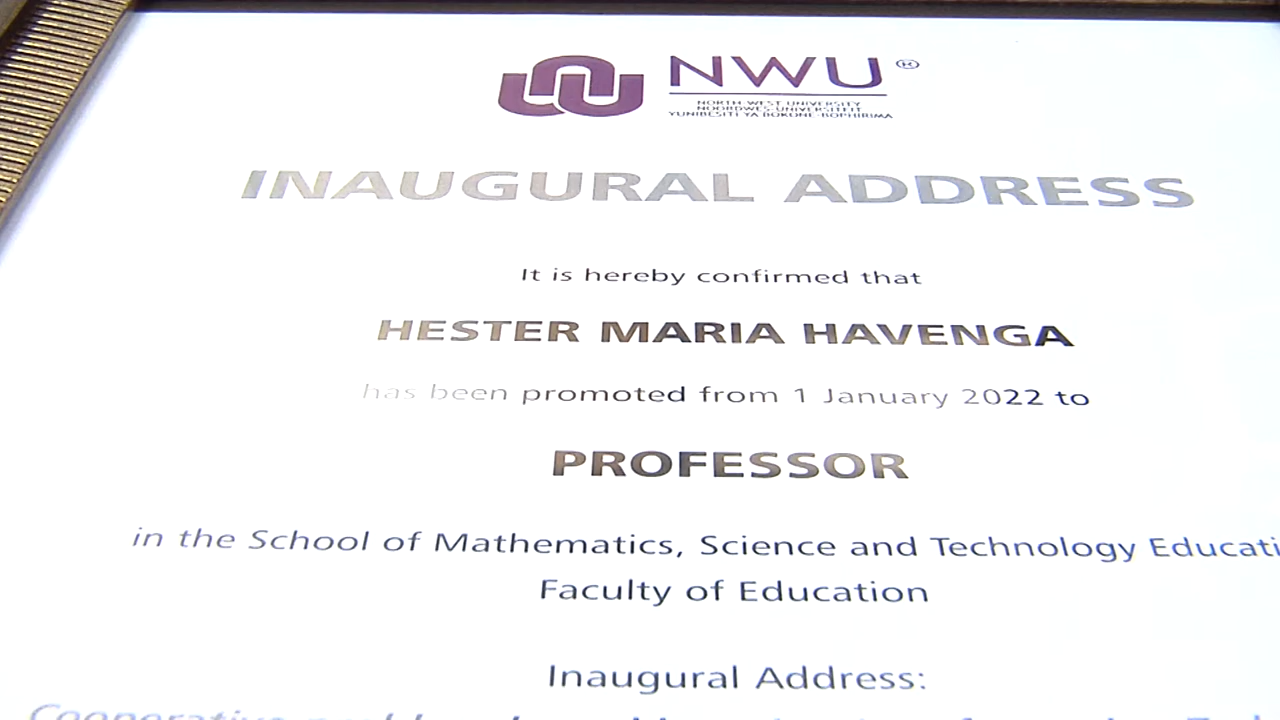 NWU®
NORTH-WEST UNIVERSITY
NOORDWES-UNIVERSITEIT
YUNIBESITI YA BOKONE-BOPHIRIMA
INAUGURAL ADDRESS
It is hereby confirmed that
HESTER MARIA HAVENGA
has been promoted from 1 January 2022 to
PROFESSOR
in the School of Mathematics, Science and Technology Educati
Faculty of Education
Inaugural Address:
Cooperative